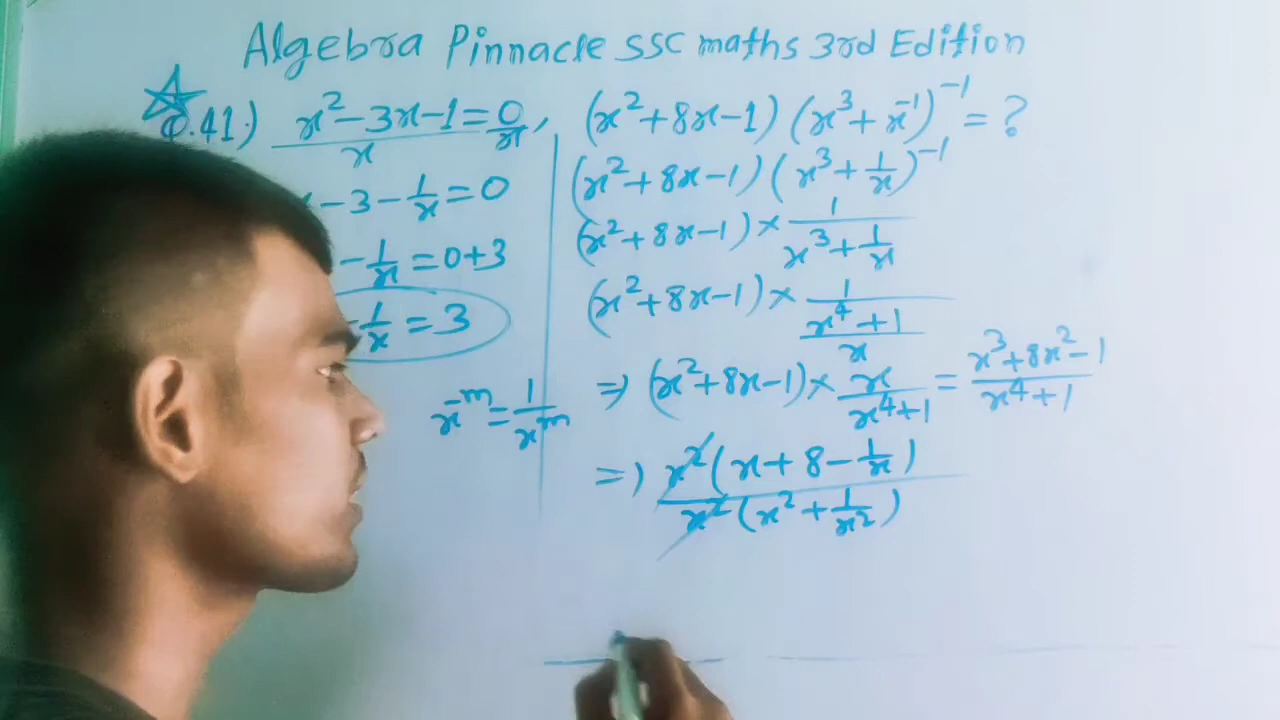 Algebra Pinnacle SSC maths 3rd Edition
Q.41.) x² - 3x - 1 = 0/x , (x² + 8x - 1) (x³ + x⁻¹)⁻¹ = ?
x
- 3 - 1/x = 0
- 1/x = 0 + 3
- 1/x = 3
x⁻ᵐ = 1/xᵐ
(x² + 8x - 1) (x³ + 1/x)⁻¹
(x² + 8x - 1) × 1/(x³ + 1/x)
(x² + 8x - 1) × 1/((x⁴ + 1)/x)
=> (x² + 8x - 1) × x/(x⁴ + 1) = (x³ + 8x² - 1)/(x⁴ + 1)
=> x²(x + 8 - 1/x)/x²(x² + 1/x²)